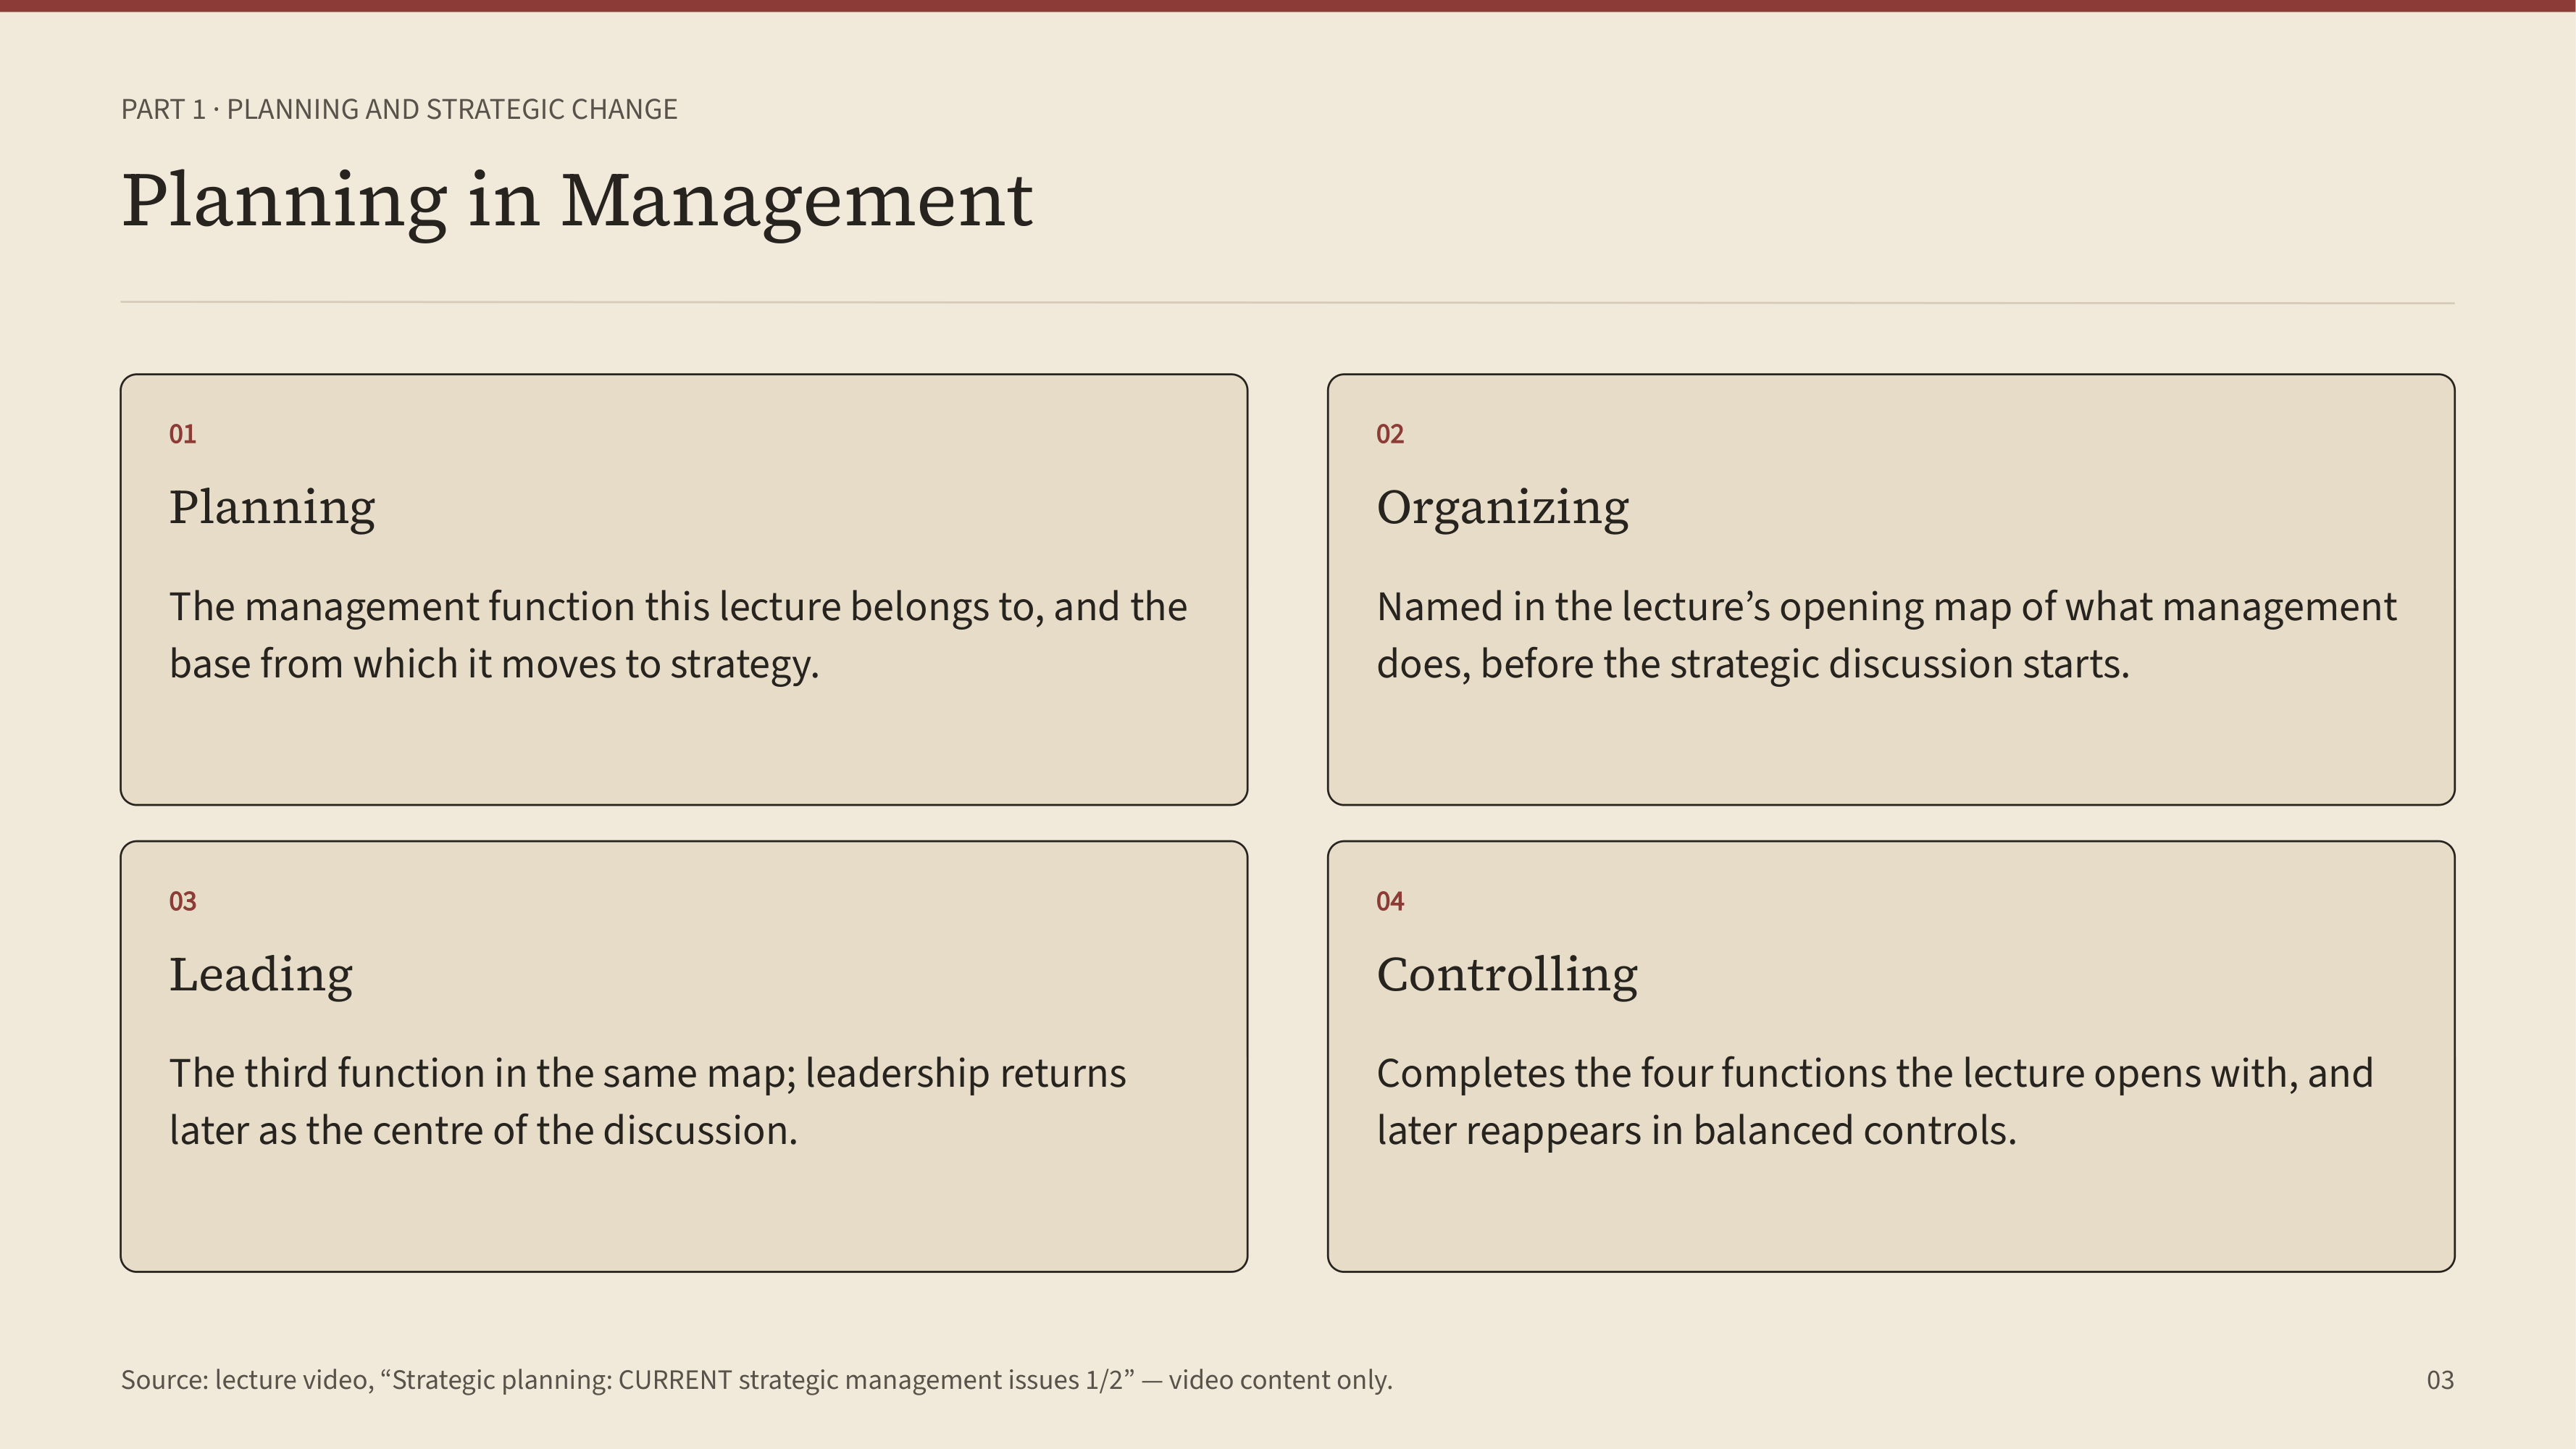 PART 1 · PLANNING AND STRATEGIC CHANGE
Planning in Management
01
Planning
The management function this lecture belongs to, and the
base from which it moves to strategy.
02
Organizing
Named in the lecture’s opening map of what management
does, before the strategic discussion starts.
03
Leading
The third function in the same map; leadership returns
later as the centre of the discussion.
04
Controlling
Completes the four functions the lecture opens with, and
later reappears in balanced controls.
Source: lecture video, “Strategic planning: CURRENT strategic management issues 1/2” — video content only.
03